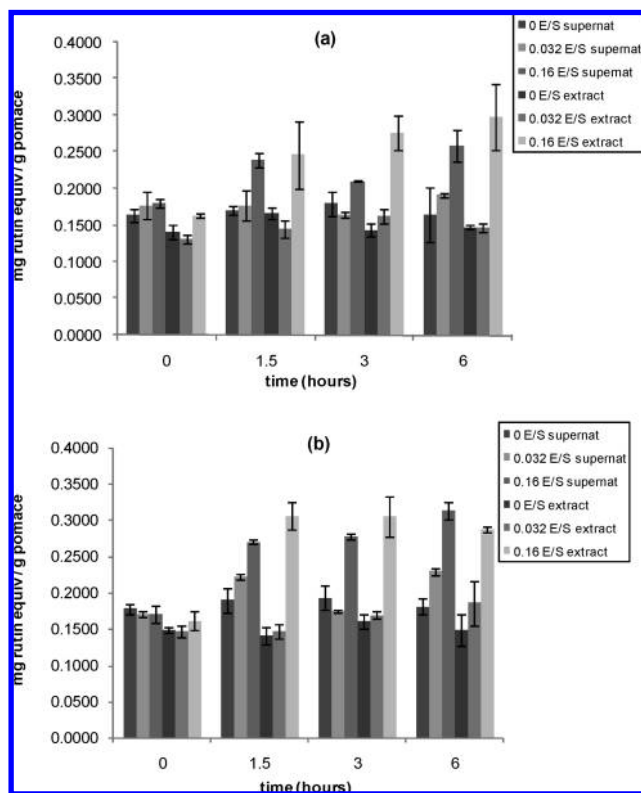 (a)
mg rutin equiv/ g pomace
0.4000
0.3500
0.3000
0.2500
0.2000
0.1500
0.1000
0.0500
0.0000
0 1.5 3 6
time (hours)
0 E/S supernat
0.032 E/S supernat
0.16 E/S supernat
0 E/S extract
0.032 E/S extract
0.16 E/S extract
(b)
mg rutin equiv / g pomace
0.4000
0.3500
0.3000
0.2500
0.2000
0.1500
0.1000
0.0500
0.0000
0 1.5 3 6
time (hours)
0 E/S supernat
0.032 E/S supernat
0.16 E/S supernat
0 E/S extract
0.032 E/S extract
0.16 E/S extract